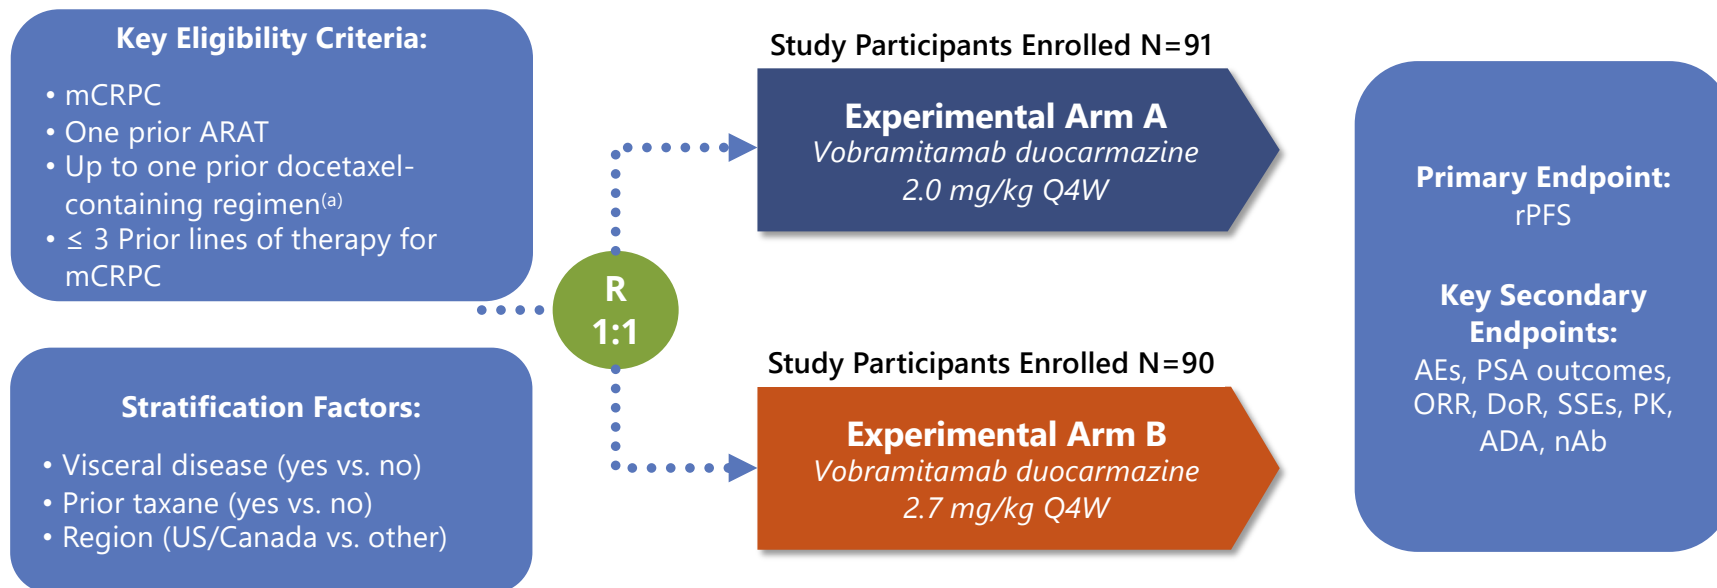 Key Eligibility Criteria:
• mCRPC
• One prior ARAT
• Up to one prior docetaxel-
containing regimen(a)
• ≤ 3 Prior lines of therapy for
mCRPC
Stratification Factors:
• Visceral disease (yes vs. no)
• Prior taxane (yes vs. no)
• Region (US/Canada vs. other)
R
1:1
Study Participants Enrolled N=91
Experimental Arm A
Vobramitamab duocarmazine
2.0 mg/kg Q4W
Study Participants Enrolled N=90
Experimental Arm B
Vobramitamab duocarmazine
2.7 mg/kg Q4W
Primary Endpoint:
rPFS
Key Secondary
Endpoints:
AEs, PSA outcomes,
ORR, DoR, SSEs, PK,
ADA, nAb